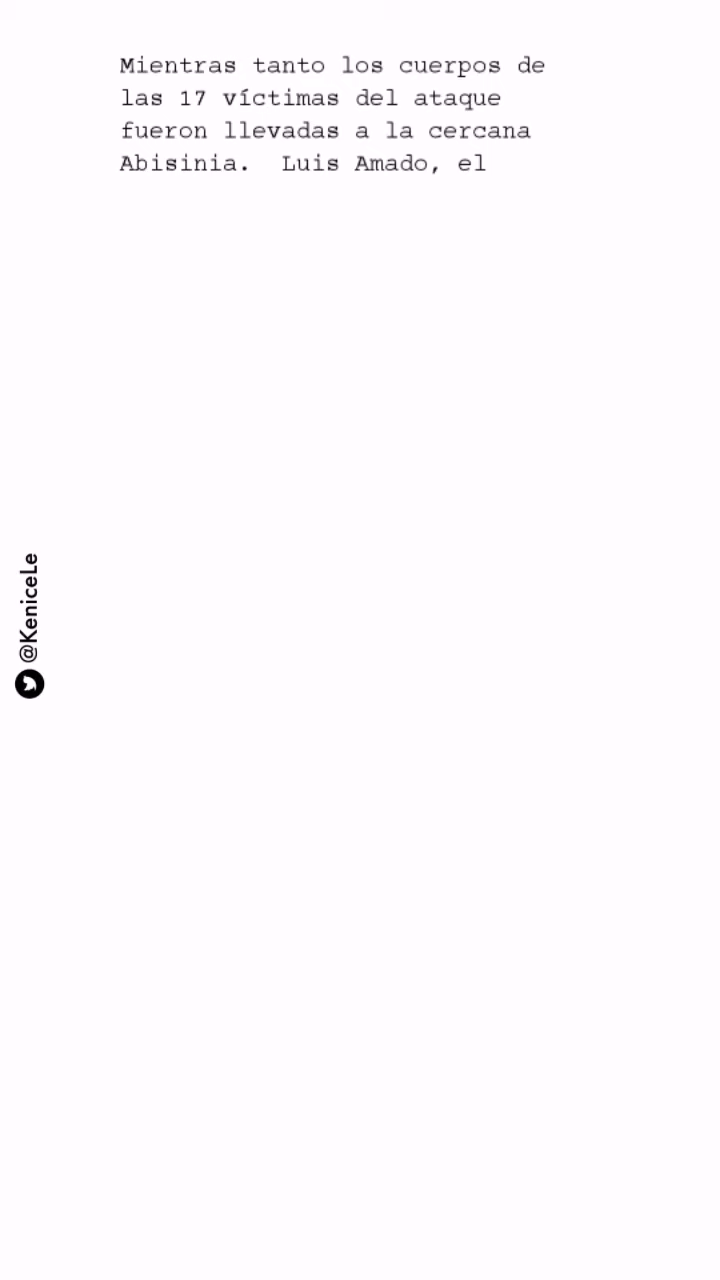 Mientras tanto los cuerpos de
las 17 víctimas del ataque
fueron llevadas a la cercana
Abisinia.  Luis Amado, el
@KeniceLe